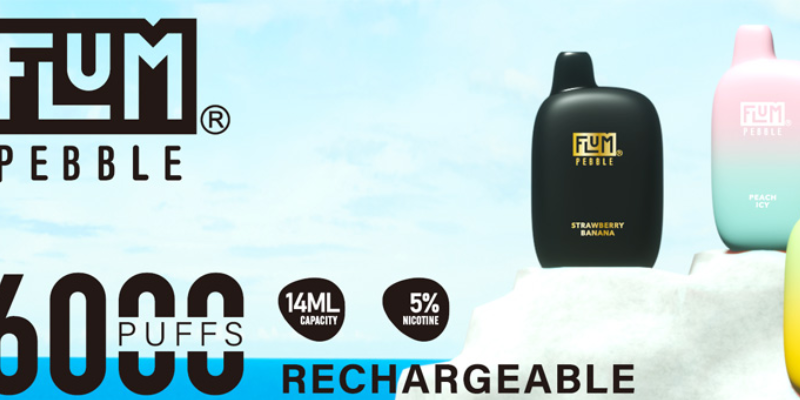 FLUM®
PEBBLE
6000
PUFFS
14ML
CAPACITY
5%
NICOTINE
RECHARGEABLE
FLUM®
PEBBLE
STRAWBERRY
BANANA
FLUM®
PEBBLE
PEACH
ICY